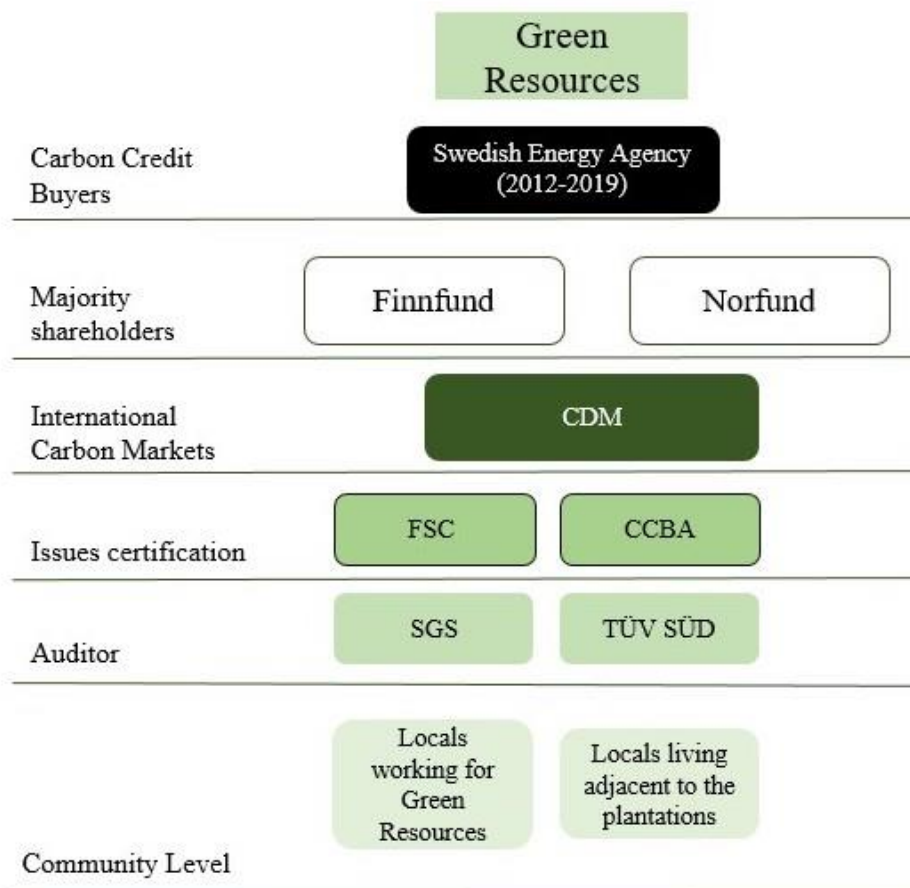 Green
Resources
Carbon Credit
Buyers
Swedish Energy Agency
(2012-2019)
Majority
shareholders
Finnfund
Norfund
International
Carbon Markets
CDM
Issues certification
FSC
CCBA
Auditor
SGS
TÜV SÜD
Community Level
Locals
working for
Green
Resources
Locals living
adjacent to the
plantations